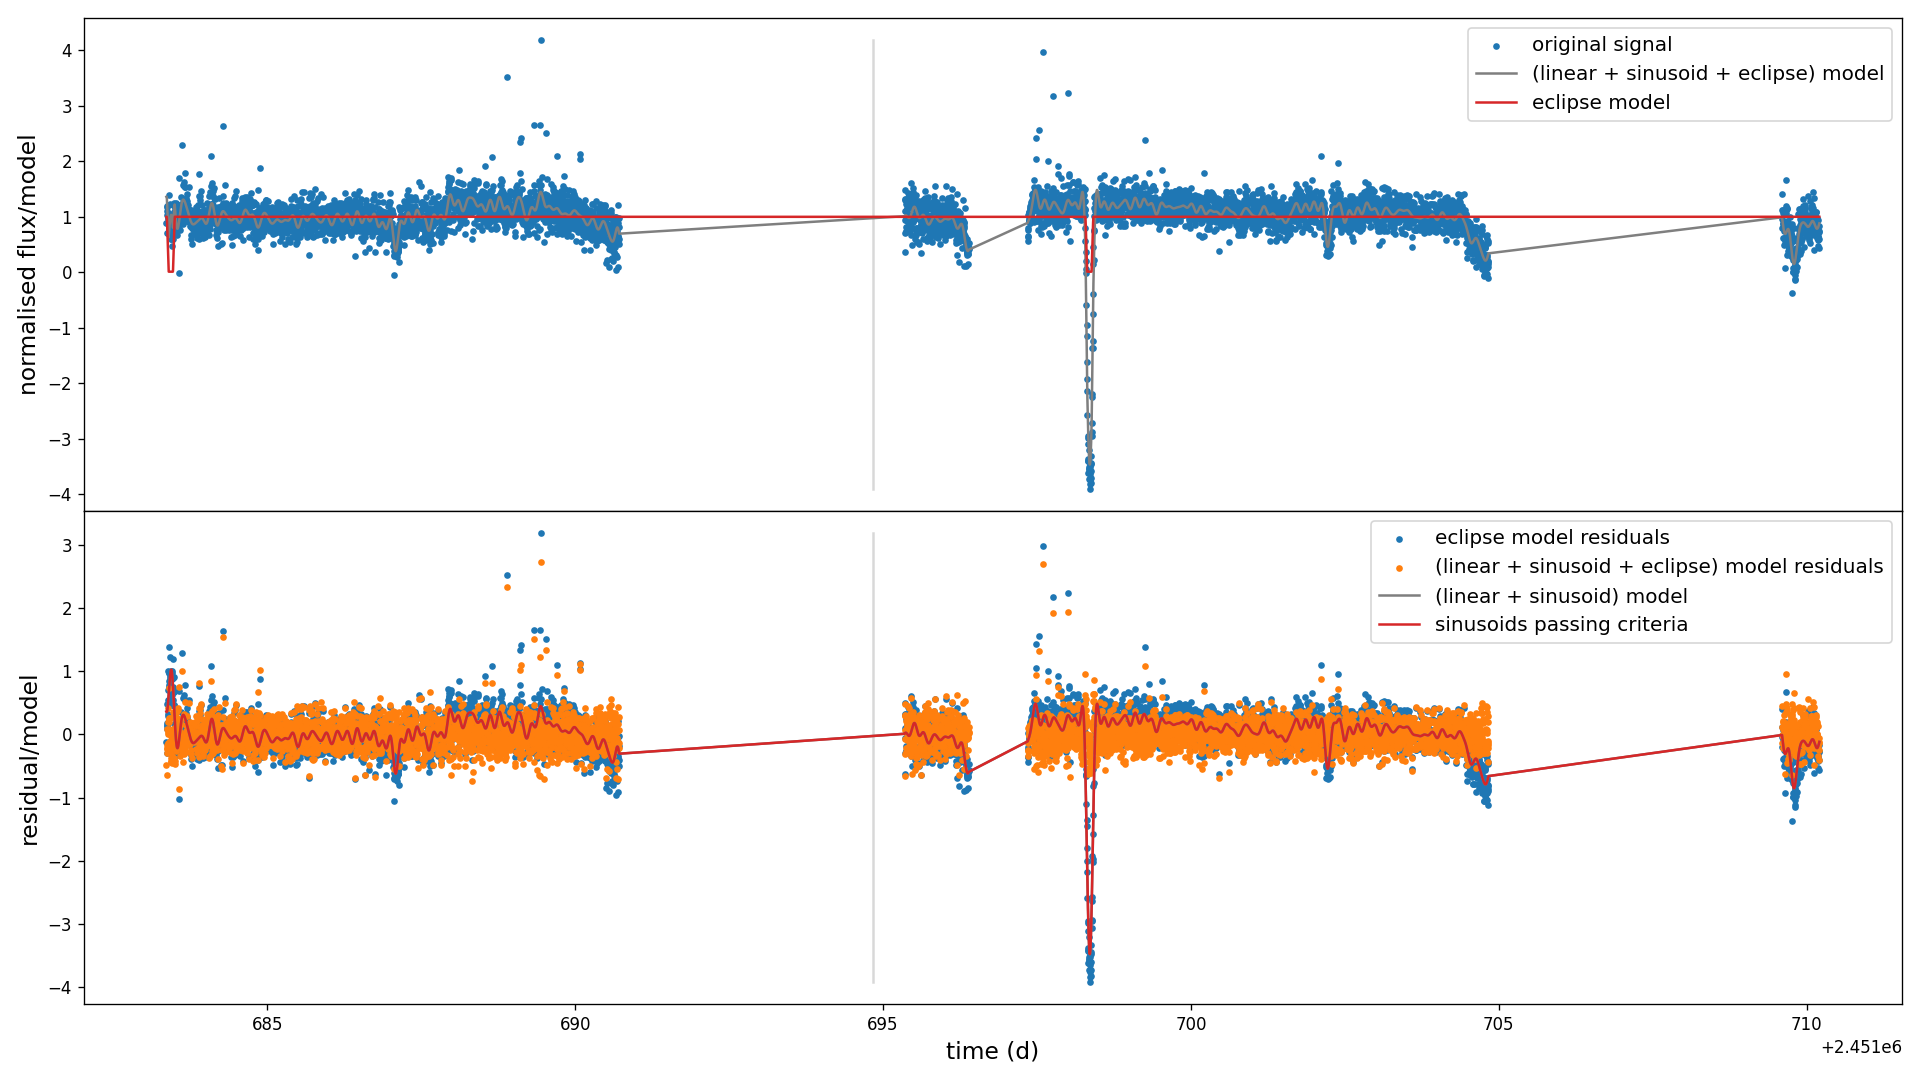 normalised flux/model
4
3
2
1
0
−1
−2
−3
−4
original signal
(linear + sinusoid + eclipse) model
eclipse model
residual/model
3
2
1
0
−1
−2
−3
−4
eclipse model residuals
(linear + sinusoid + eclipse) model residuals
(linear + sinusoid) model
sinusoids passing criteria
685 690 695 700 705 710
time (d)
+2.451e6